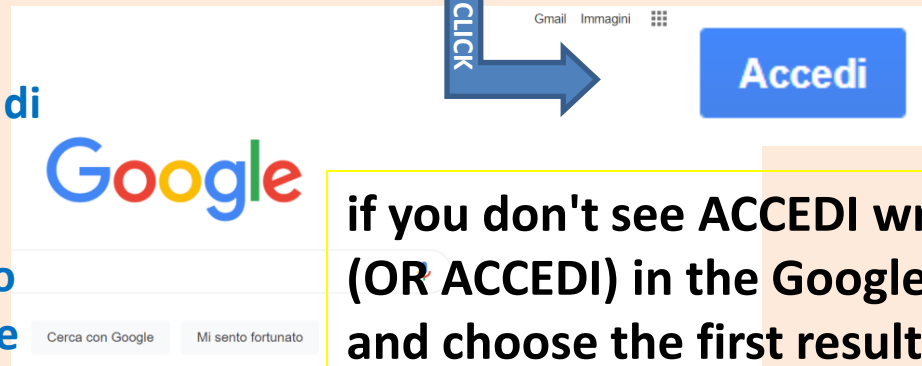 CLICK
Gmail Immagini
Accedi
di
Google
if you don't see ACCEDI
(OR ACCEDI) in the Google
o
e
Cerca con Google Mi sento fortunato
and choose the first result